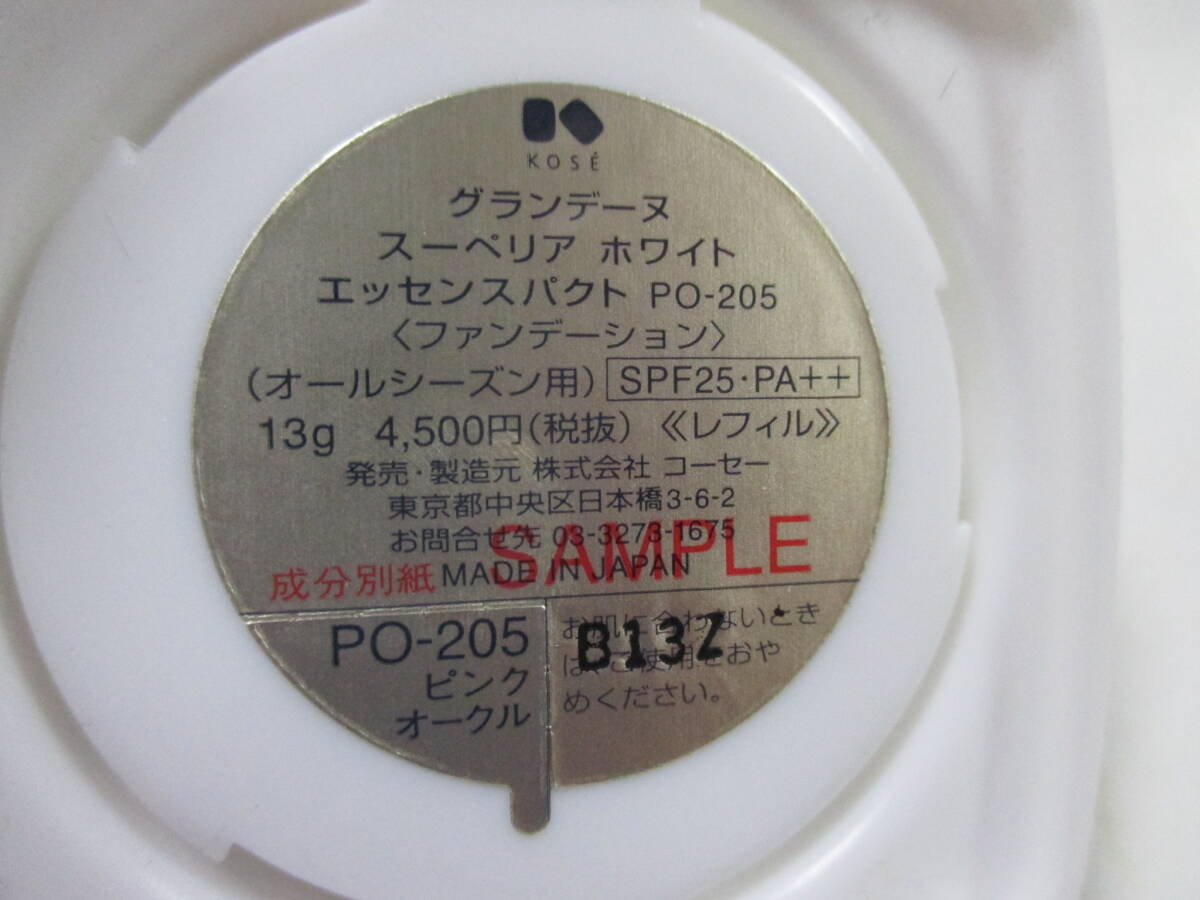 KOSÉ
グランデーヌ
スーペリア ホワイト
エッセンスパクト PO-205
〈ファンデーション〉
(オールシーズン用) SPF25・PA++
13g 4,500円(税抜) 《レフィル》
発売・製造元 株式会社 コーセー
東京都中央区日本橋3-6-2
お問合せ先 03-3273-1675
SAMPLE
成分別紙 MADE IN JAPAN
PO-205
ピンク
オークル
お肌に合わないとき
は、ご使用をおや
めください。
B13Z